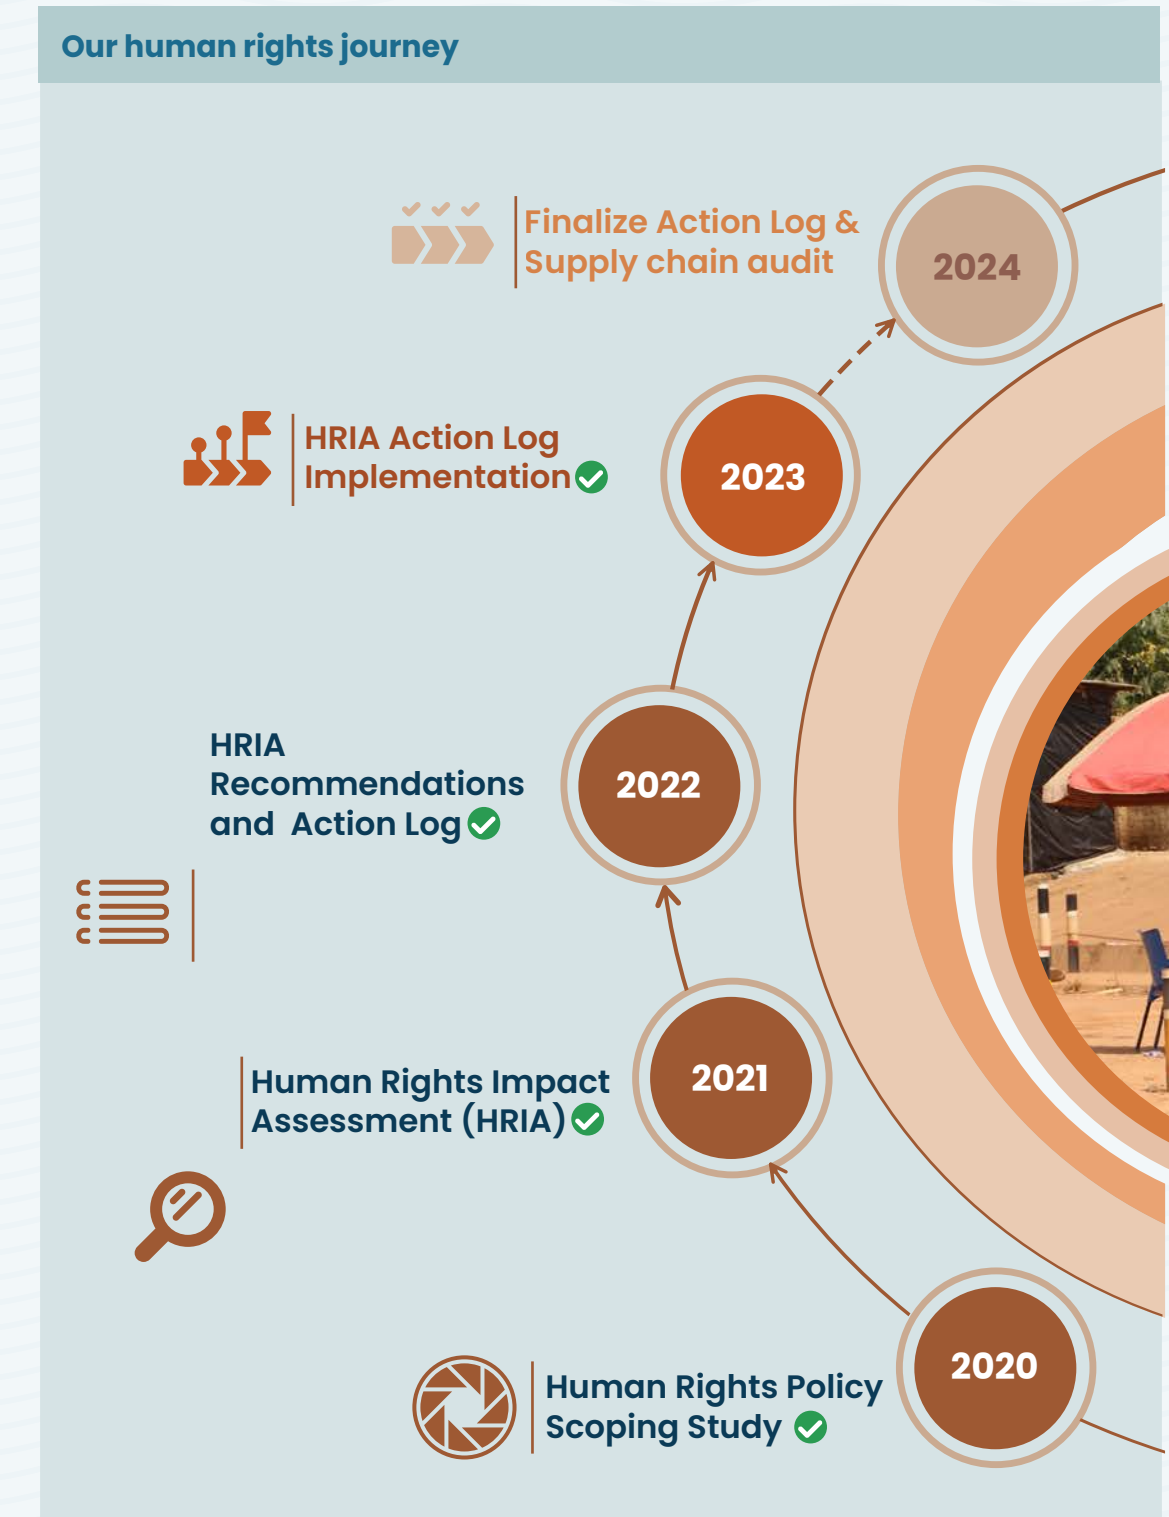 Our human rights journey
Finalize Action Log &
Supply chain audit
2024
HRIA Action Log
Implementation
2023
HRIA
Recommendations
and Action Log
2022
Human Rights Impact
Assessment (HRIA)
2021
Human Rights Policy
Scoping Study
2020